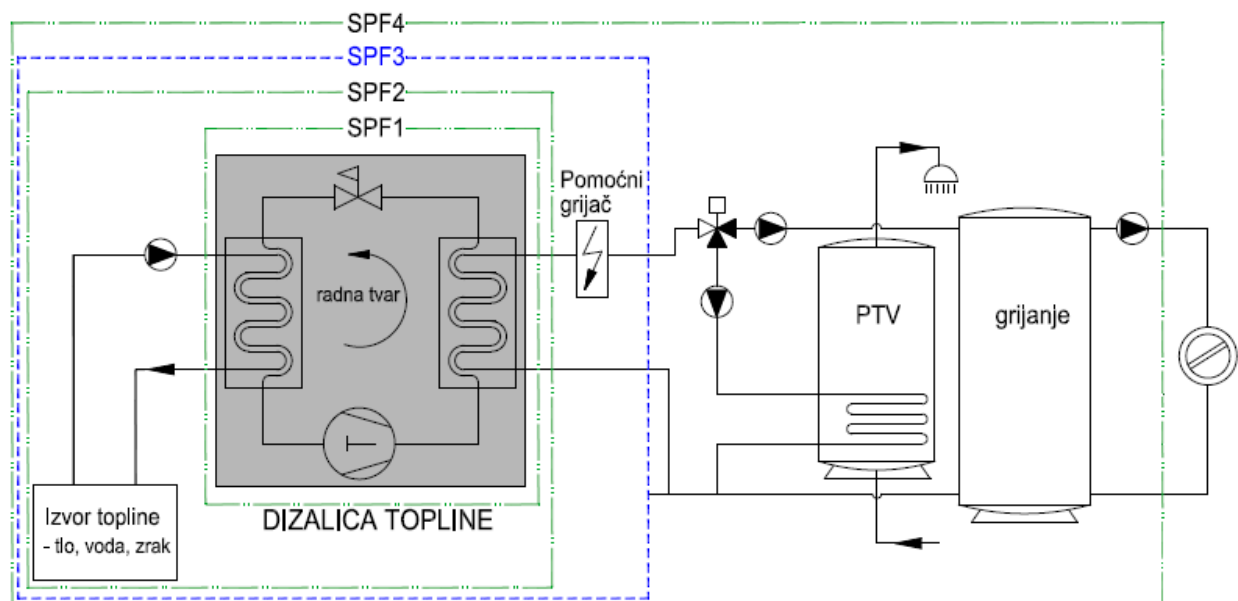 SPF4
SPF3
SPF2
SPF1
Pomoćni
grijač
radna tvar
PTV
grijanje
Izvor topline
- tlo, voda, zrak
DIZALICA TOPLINE